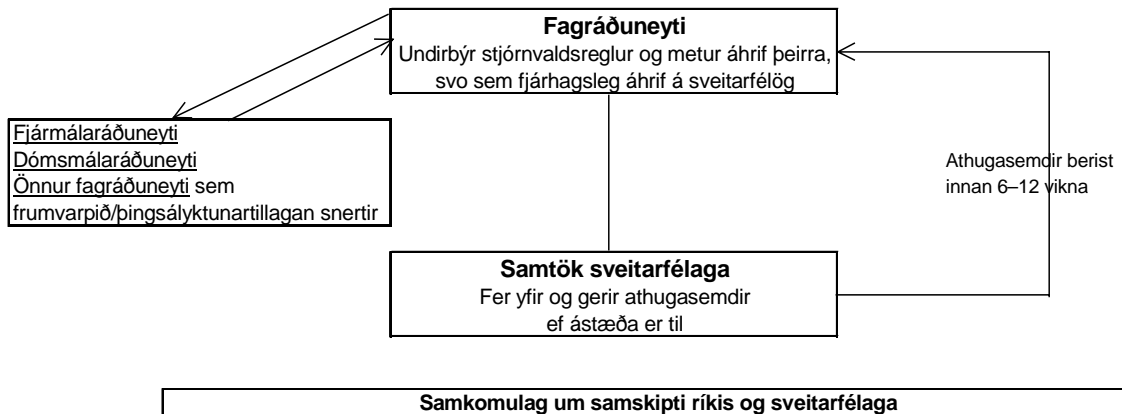 Fagráðuneyti
Undirbýr stjórnvaldsreglur og metur áhrif þeirra,
svo sem fjárhagsleg áhrif á sveitarfélög
Fjármálaráðuneyti
Dómsmálaráðuneyti
Önnur fagráðuneyti sem
frumvarpið/þingsályktunartillagan snertir
Athugasemdir berist
innan 6–12 vikna
Samtök sveitarfélaga
Fer yfir og gerir athugasemdir
ef ástæða er til
Samkomulag um samskipti ríkis og sveitarfélaga